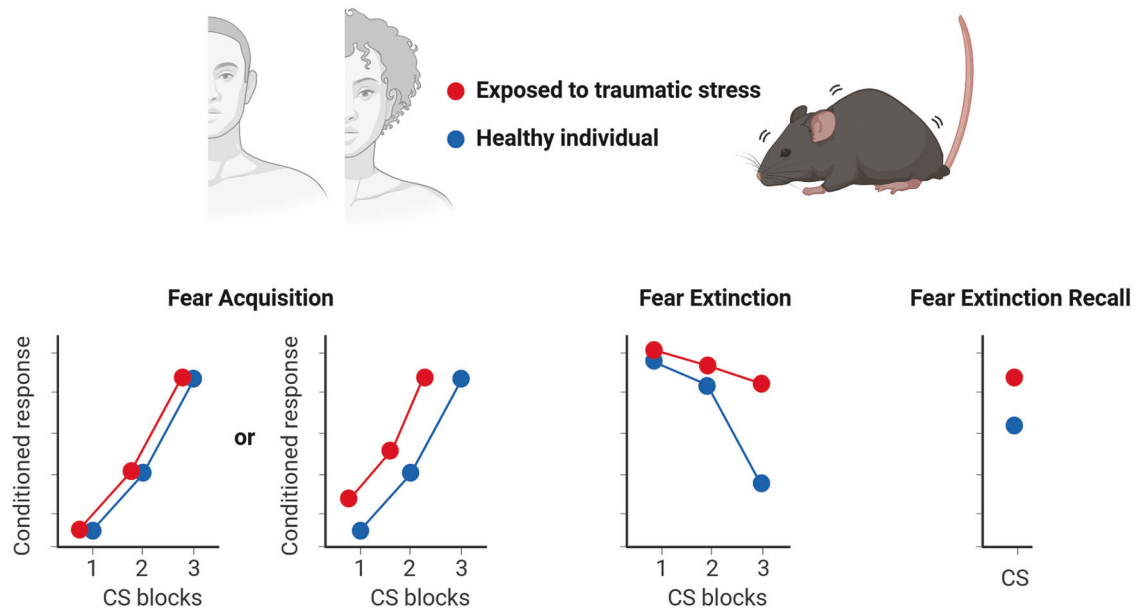 Exposed to traumatic stress
Healthy individual
Fear Acquisition
Fear Extinction
Fear Extinction Recall
Conditioned response
1 2 3
CS blocks
or
Conditioned response
1 2 3
CS blocks
1 2 3
CS blocks
CS